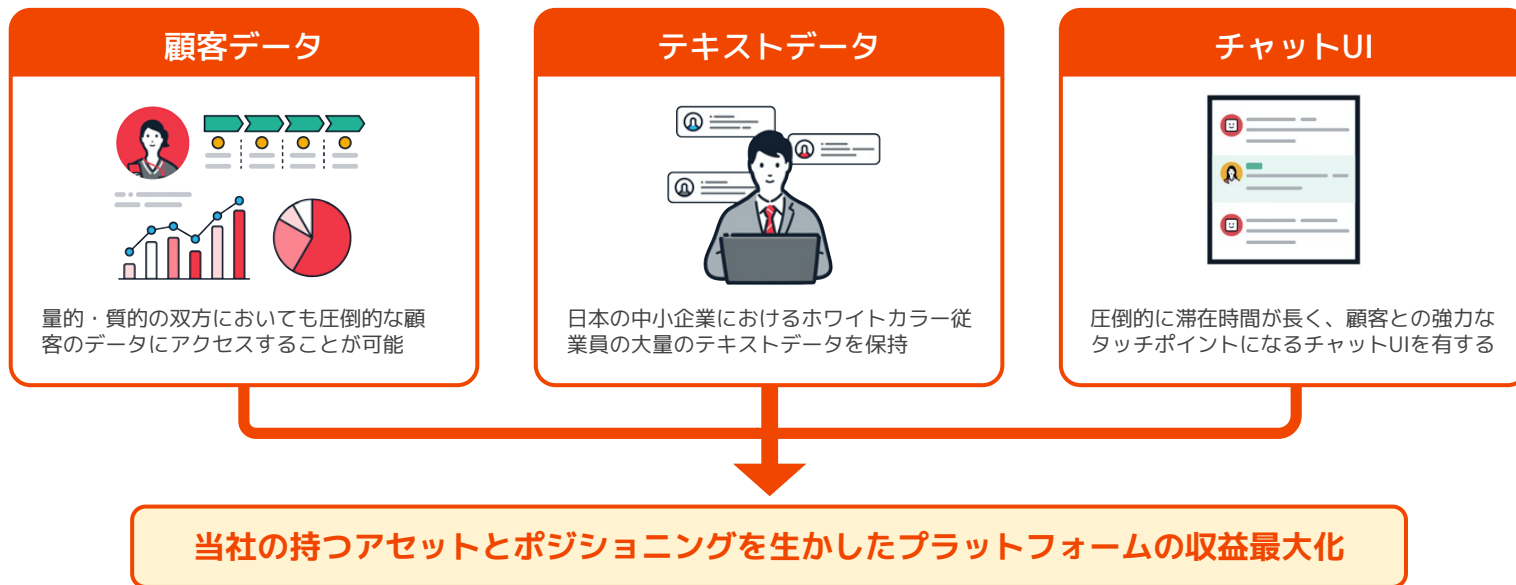 顧客データ
量的・質的の双方においても圧倒的な顧
客のデータにアクセスすることが可能
テキストデータ
日本の中小企業におけるホワイトカラー従
業員の大量のテキストデータを保持
チャットUI
圧倒的に滞在時間が長く、顧客との強力な
タッチポイントになるチャットUIを有する
当社の持つアセットとポジショニングを生かしたプラットフォームの収益最大化